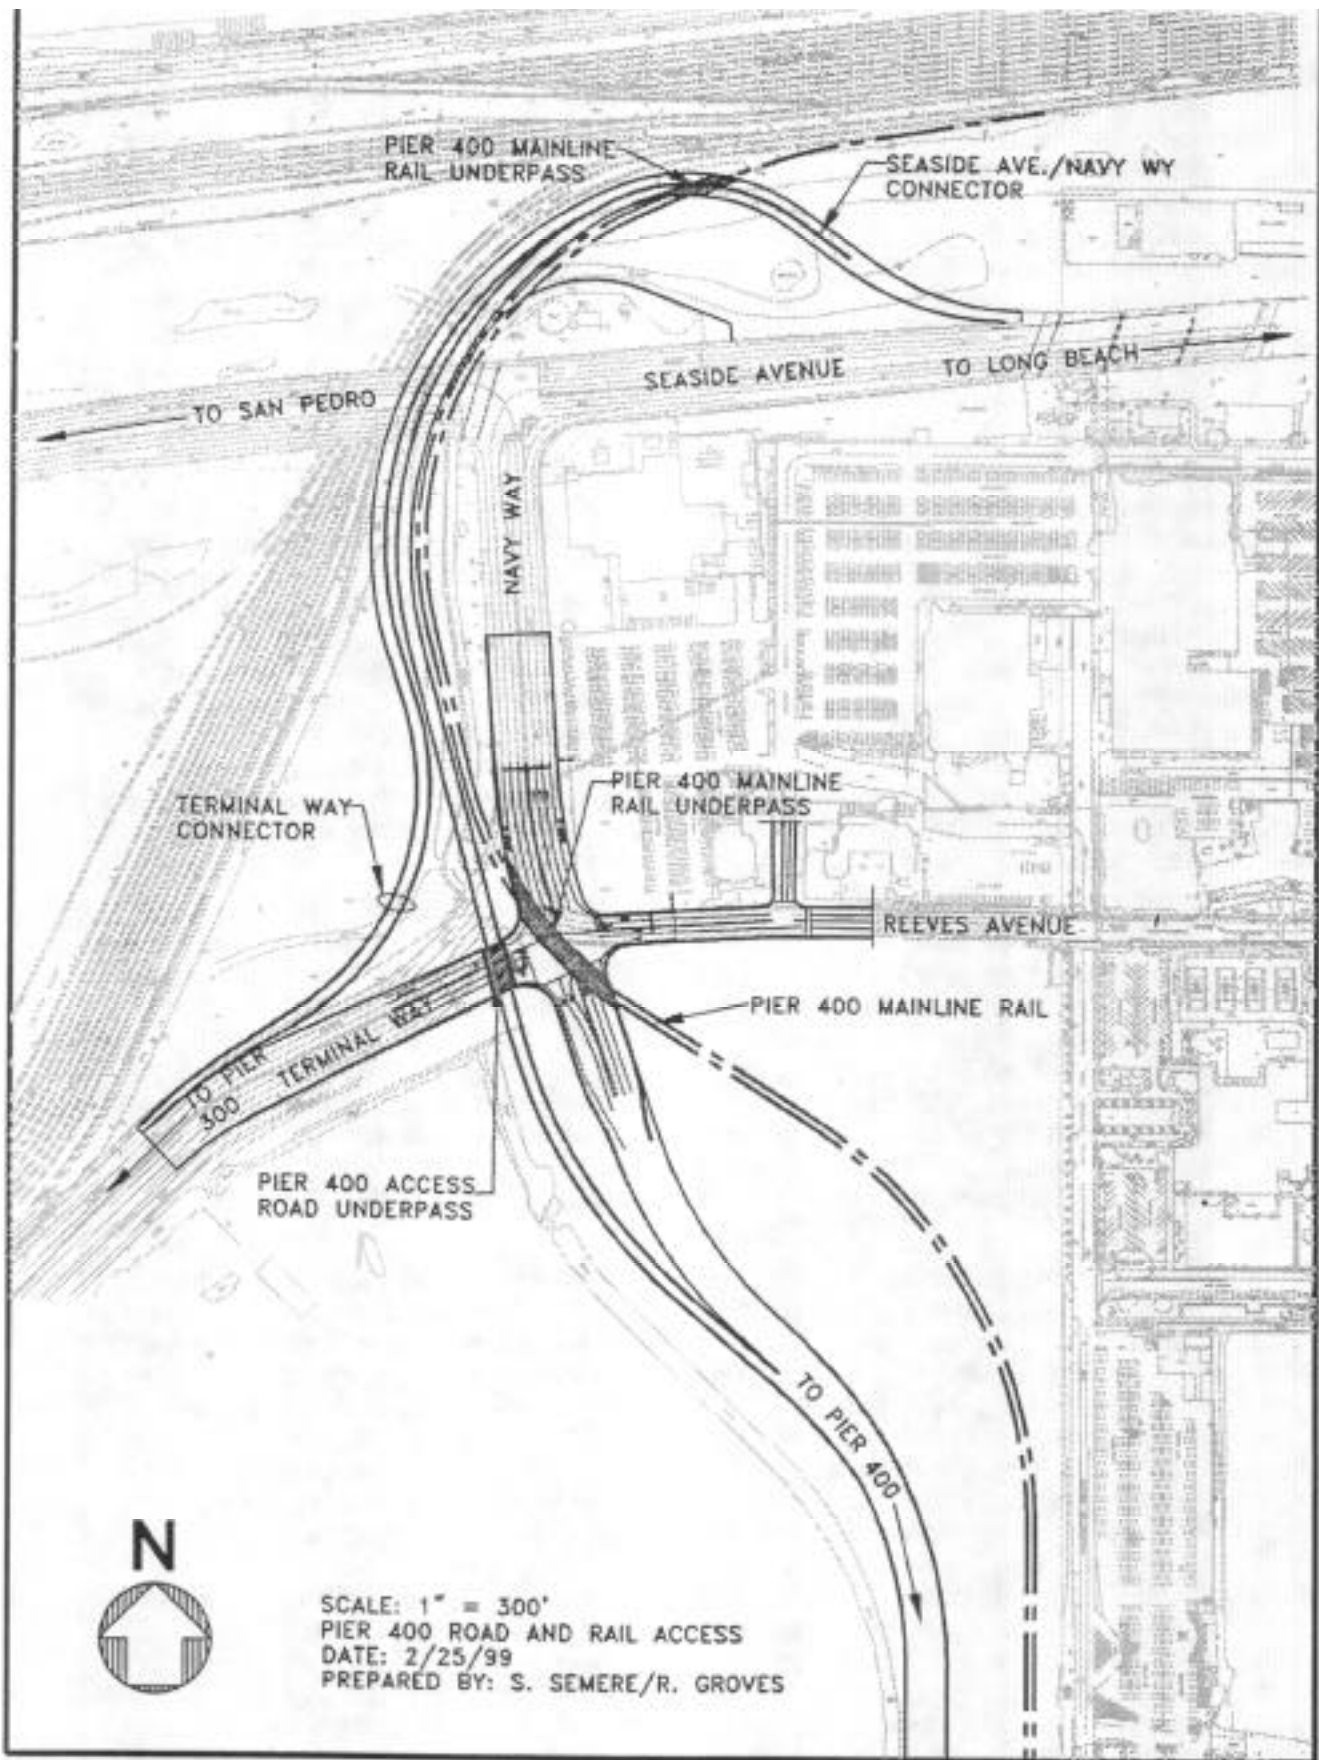 PIER 400 MAINLINE
RAIL UNDERPASS
SEASIDE AVE./NAVY WY
CONNECTOR
SEASIDE AVENUE
TO LONG BEACH
TO SAN PEDRO
NAVY WAY
PIER 400 MAINLINE
RAIL UNDERPASS
TERMINAL WAY
CONNECTOR
REEVES AVENUE
PIER 400 MAINLINE RAIL
TERMINAL WAY
TO PIER
300
PIER 400 ACCESS
ROAD UNDERPASS
TO PIER 400
N
SCALE: 1" = 300'
PIER 400 ROAD AND RAIL ACCESS
DATE: 2/25/99
PREPARED BY: S. SEMERE/R. GROVES